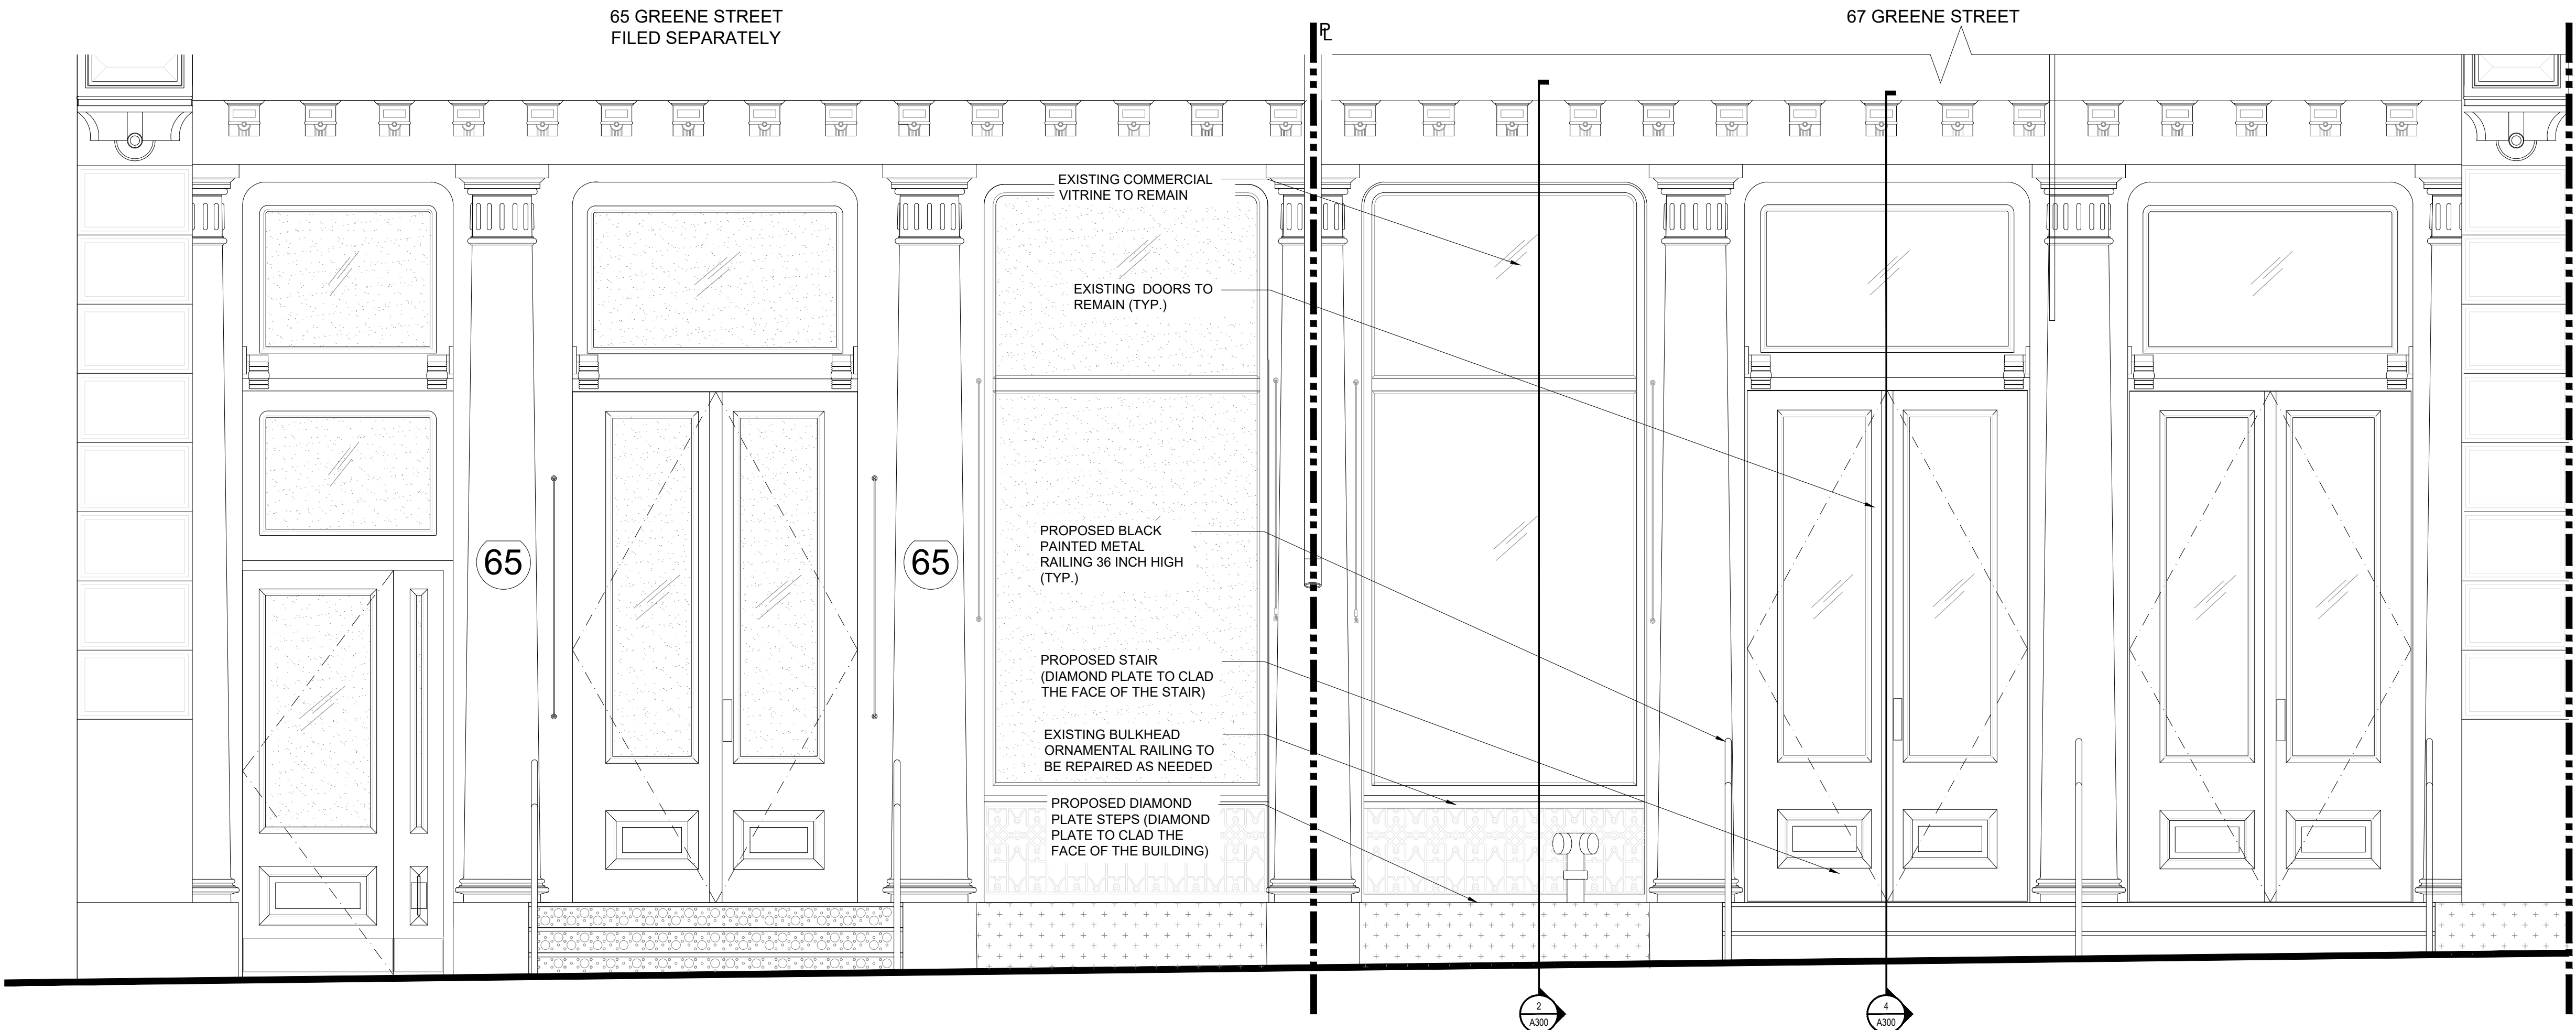 65 GREENE STREET
FILED SEPARATELY
PL
67 GREENE STREET
EXISTING COMMERCIAL
VITRINE TO REMAIN
EXISTING DOORS TO
REMAIN (TYP.)
PROPOSED BLACK
PAINTED METAL
RAILING 36 INCH HIGH
(TYP.)
65
65
PROPOSED STAIR
(DIAMOND PLATE TO CLAD
THE FACE OF THE STAIR)
EXISTING BULKHEAD
ORNAMENTAL RAILING TO
BE REPAIRED AS NEEDED
PROPOSED DIAMOND
PLATE STEPS (DIAMOND
PLATE TO CLAD THE
FACE OF THE BUILDING)
2
A300
4
A300